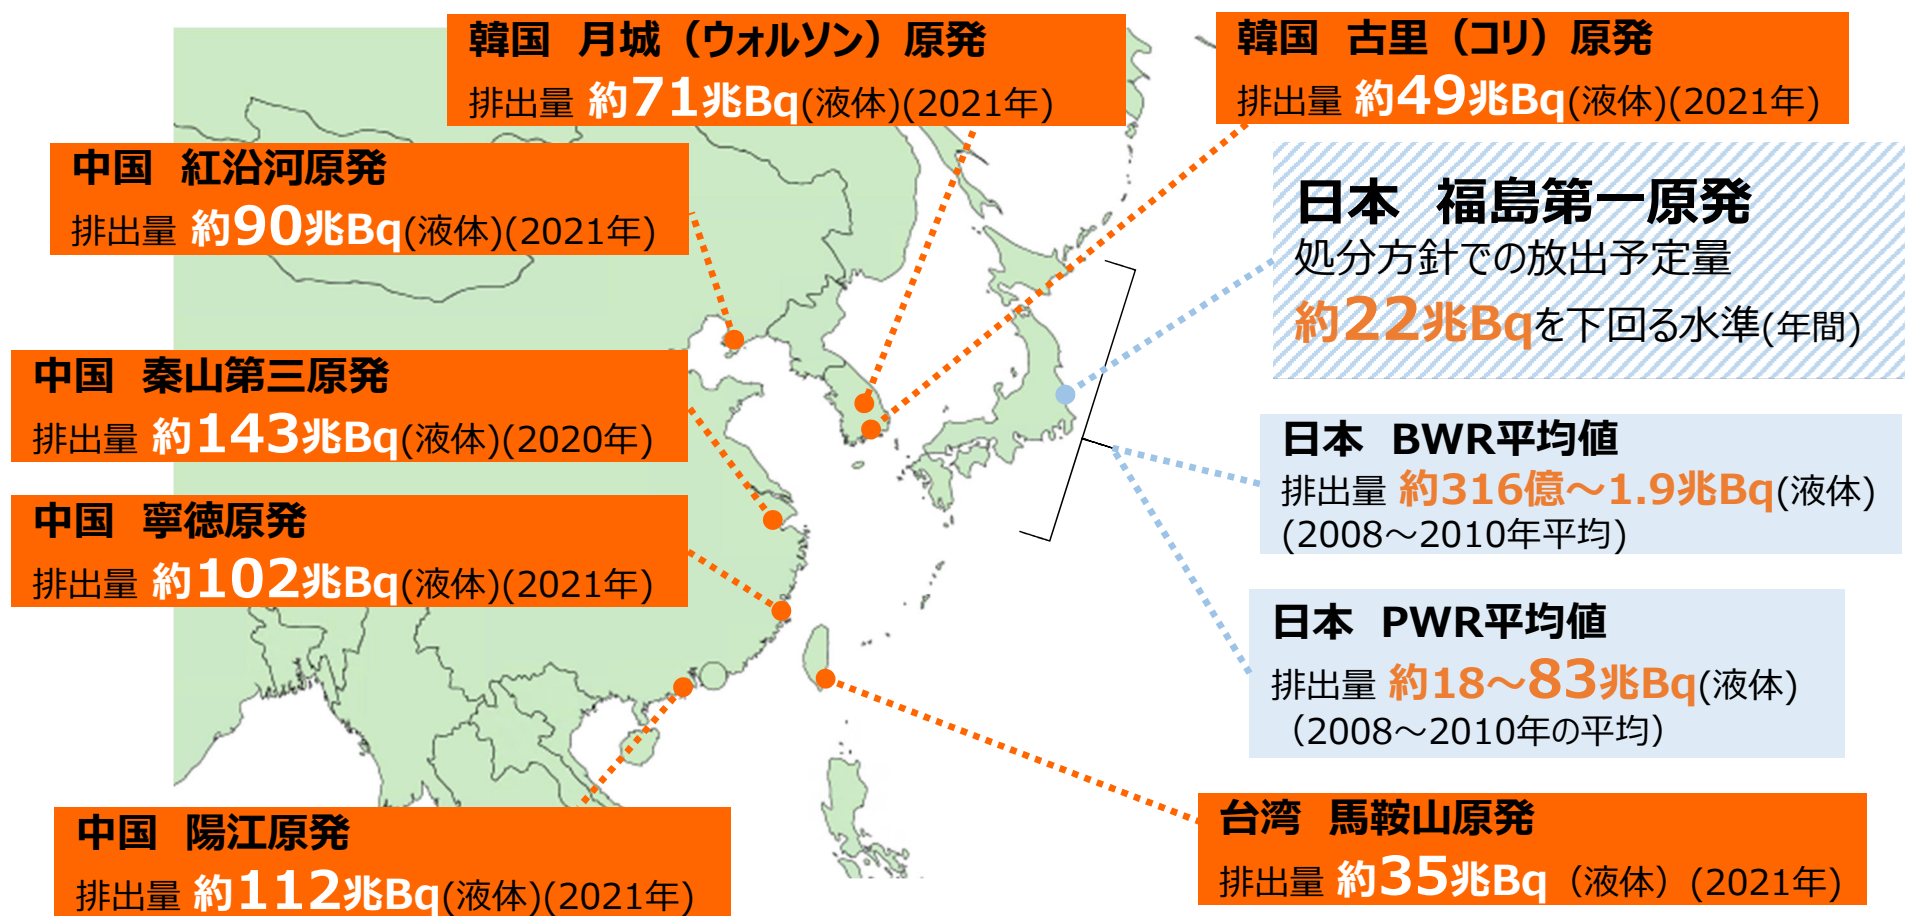 韓国 月城（ウォルソン）原発
排出量 約71兆Bq(液体)(2021年)
韓国 古里（コリ）原発
排出量 約49兆Bq(液体)(2021年)
中国 紅沿河原発
排出量 約90兆Bq(液体)(2021年)
日本 福島第一原発
処分方針での放出予定量
約22兆Bqを下回る水準(年間)
中国 秦山第三原発
排出量 約143兆Bq(液体)(2020年)
日本 BWR平均値
排出量 約316億～1.9兆Bq(液体)
(2008～2010年平均)
中国 寧徳原発
排出量 約102兆Bq(液体)(2021年)
日本 PWR平均値
排出量 約18～83兆Bq(液体)
（2008～2010年の平均）
中国 陽江原発
排出量 約112兆Bq(液体)(2021年)
台湾 馬鞍山原発
排出量 約35兆Bq（液体）(2021年)